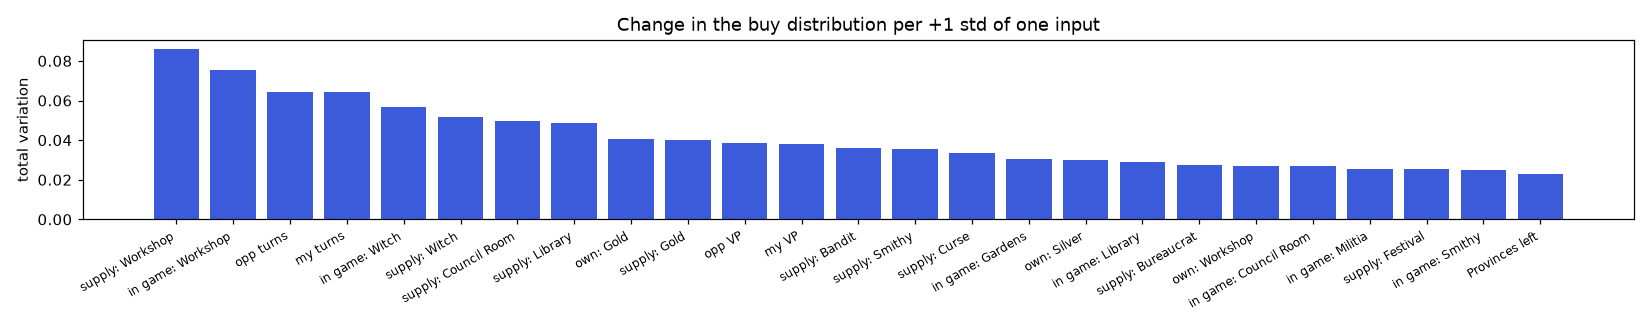 Change in the buy distribution per +1 std of one input
total variation
0.08
0.06
0.04
0.02
0.00
supply: Workshop
in game: Workshop
opp turns
my turns
in game: Witch
supply: Witch
supply: Council Room
supply: Library
own: Gold
supply: Gold
opp VP
my VP
supply: Bandit
supply: Smithy
supply: Curse
in game: Gardens
own: Silver
in game: Library
supply: Bureaucrat
own: Workshop
in game: Council Room
in game: Militia
supply: Festival
in game: Smithy
Provinces left